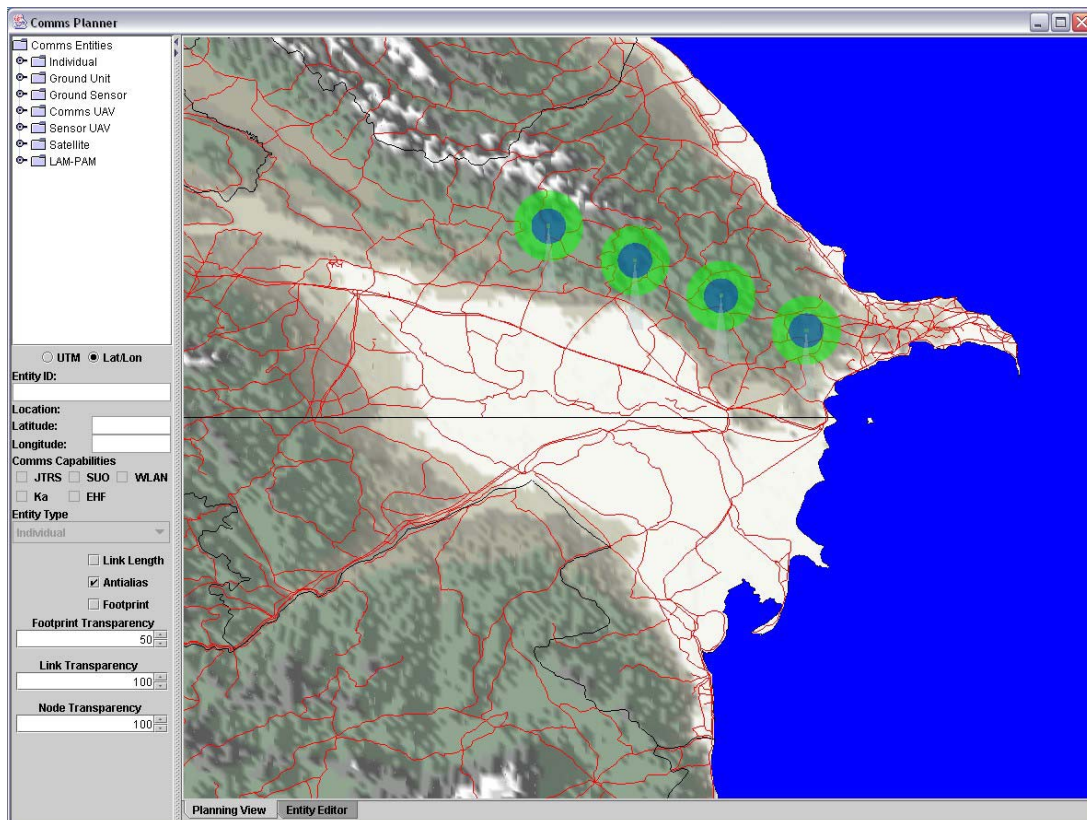 Comms Planner
Comms Entities
Individual
Ground Unit
Ground Sensor
Comms UAV
Sensor UAV
Satellite
LAM-PAM
UTM Lat/Lon
Entity ID:
Location:
Latitude:
Longitude:
Comms Capabilities
JTRS SUO WLAN
Ka EHF
Entity Type
Individual
Link Length
Antialias
Footprint
Footprint Transparency
50
Link Transparency
100
Node Transparency
100
Planning View Entity Editor